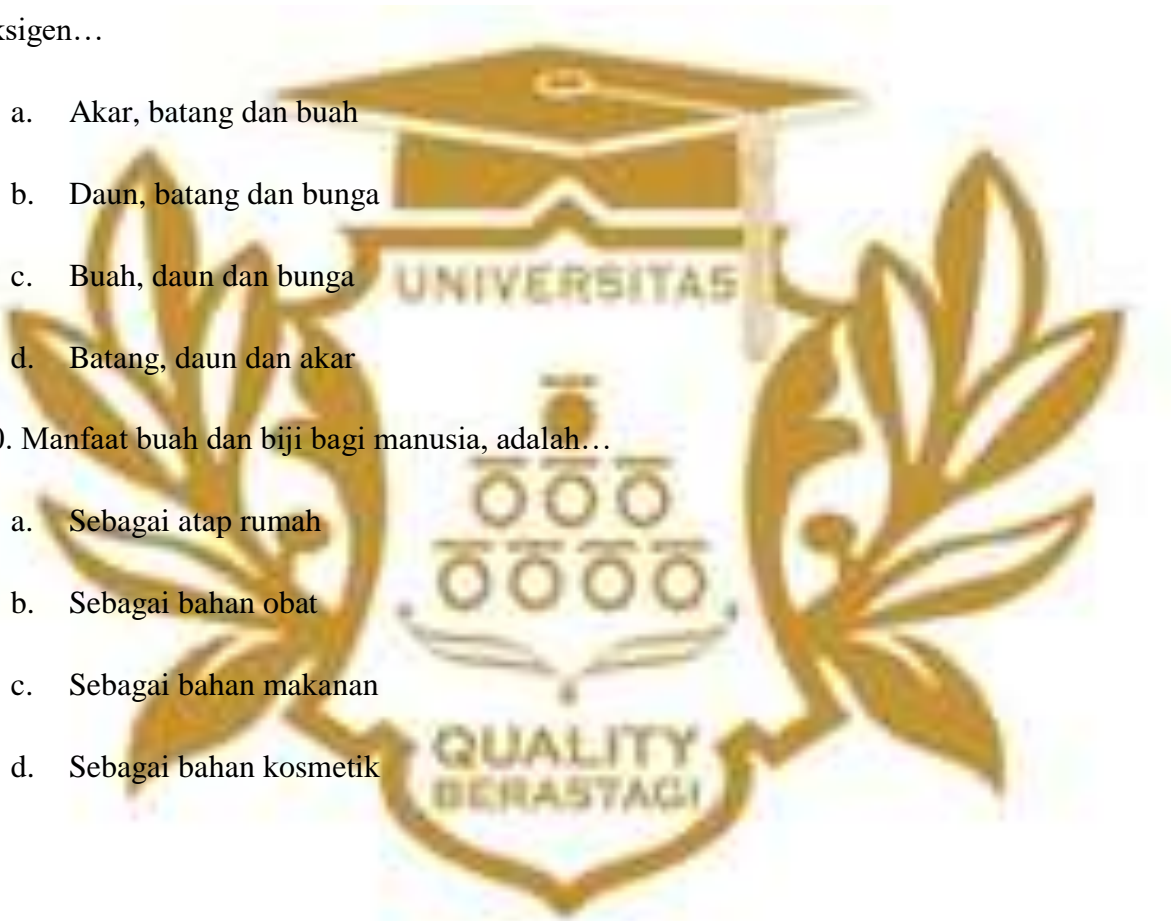 ksigen…
a. Akar, batang dan buah
b. Daun, batang dan bunga
c. Buah, daun dan bunga
UNIVERSITAS
d. Batang, daun dan akar
0. Manfaat buah dan biji bagi manusia, adalah…
a. Sebagai atap rumah
b. Sebagai bahan obat
c. Sebagai bahan makanan
d. Sebagai bahan kosmetik
QUALITY
BERASTAGI